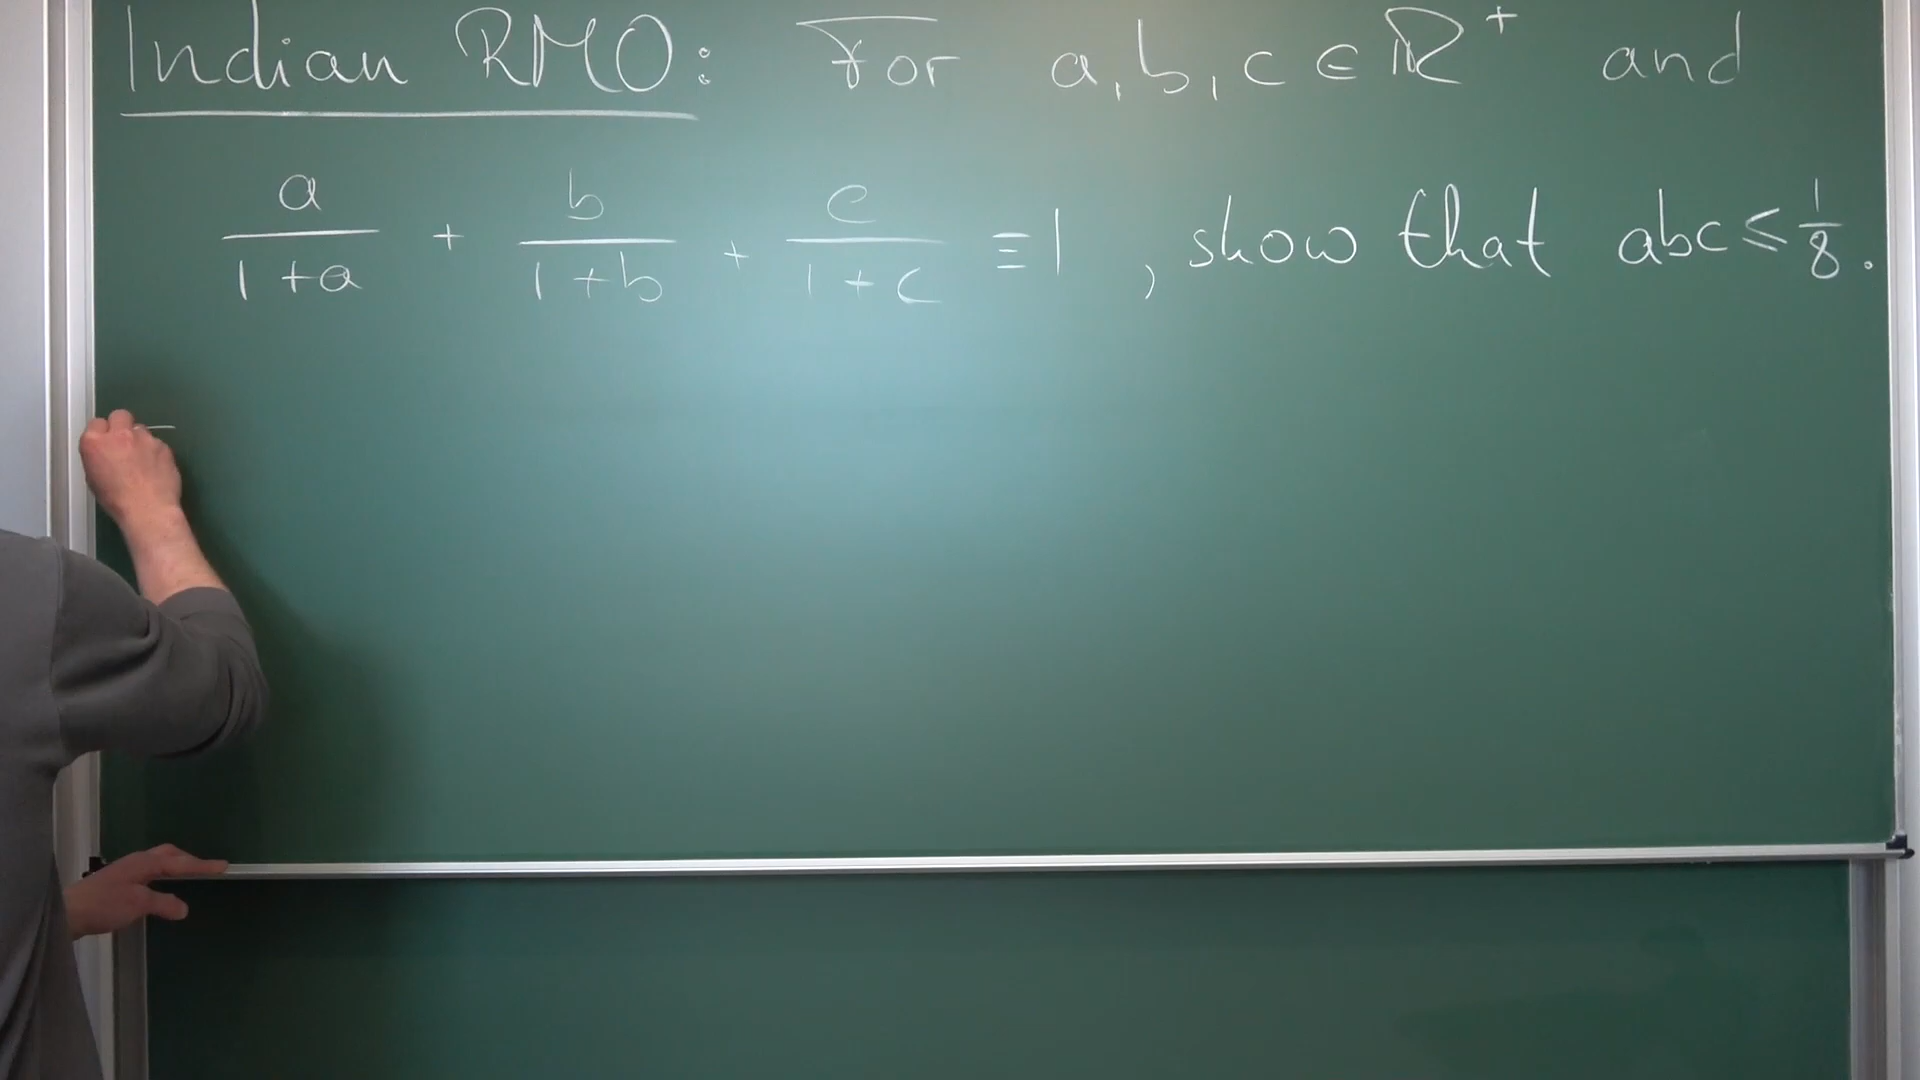 Indian RMO: For a, b, c ∈ ℝ⁺ and
a/(1+a) + b/(1+b) + c/(1+c) ≡ 1, show that abc ≤ 1/8.